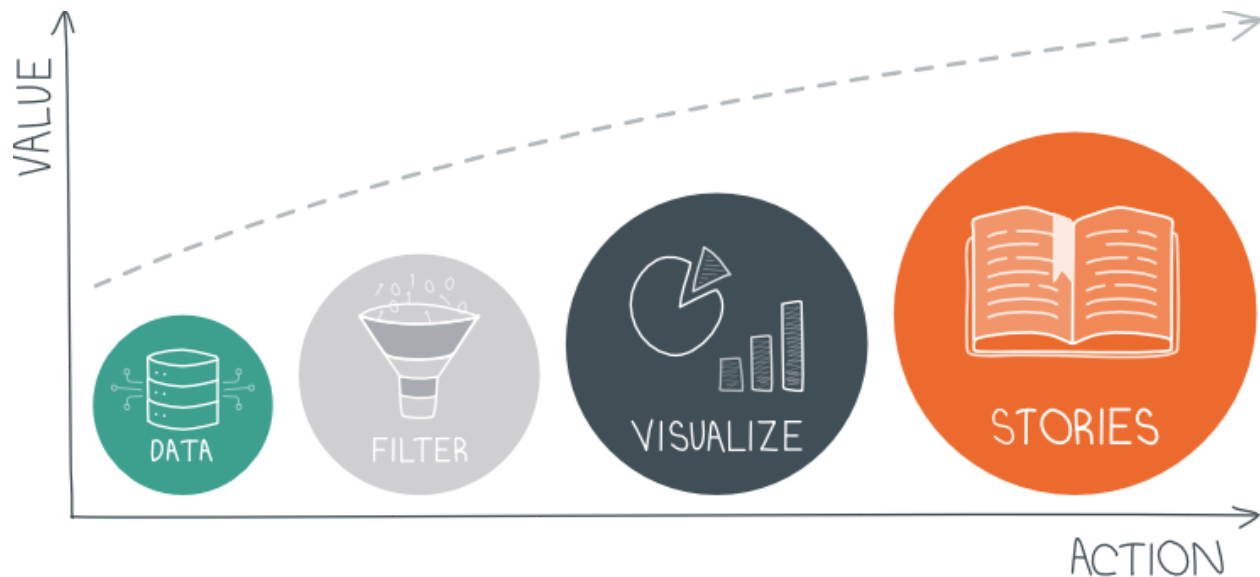 VALUE
DATA
FILTER
VISUALIZE
STORIES
ACTION